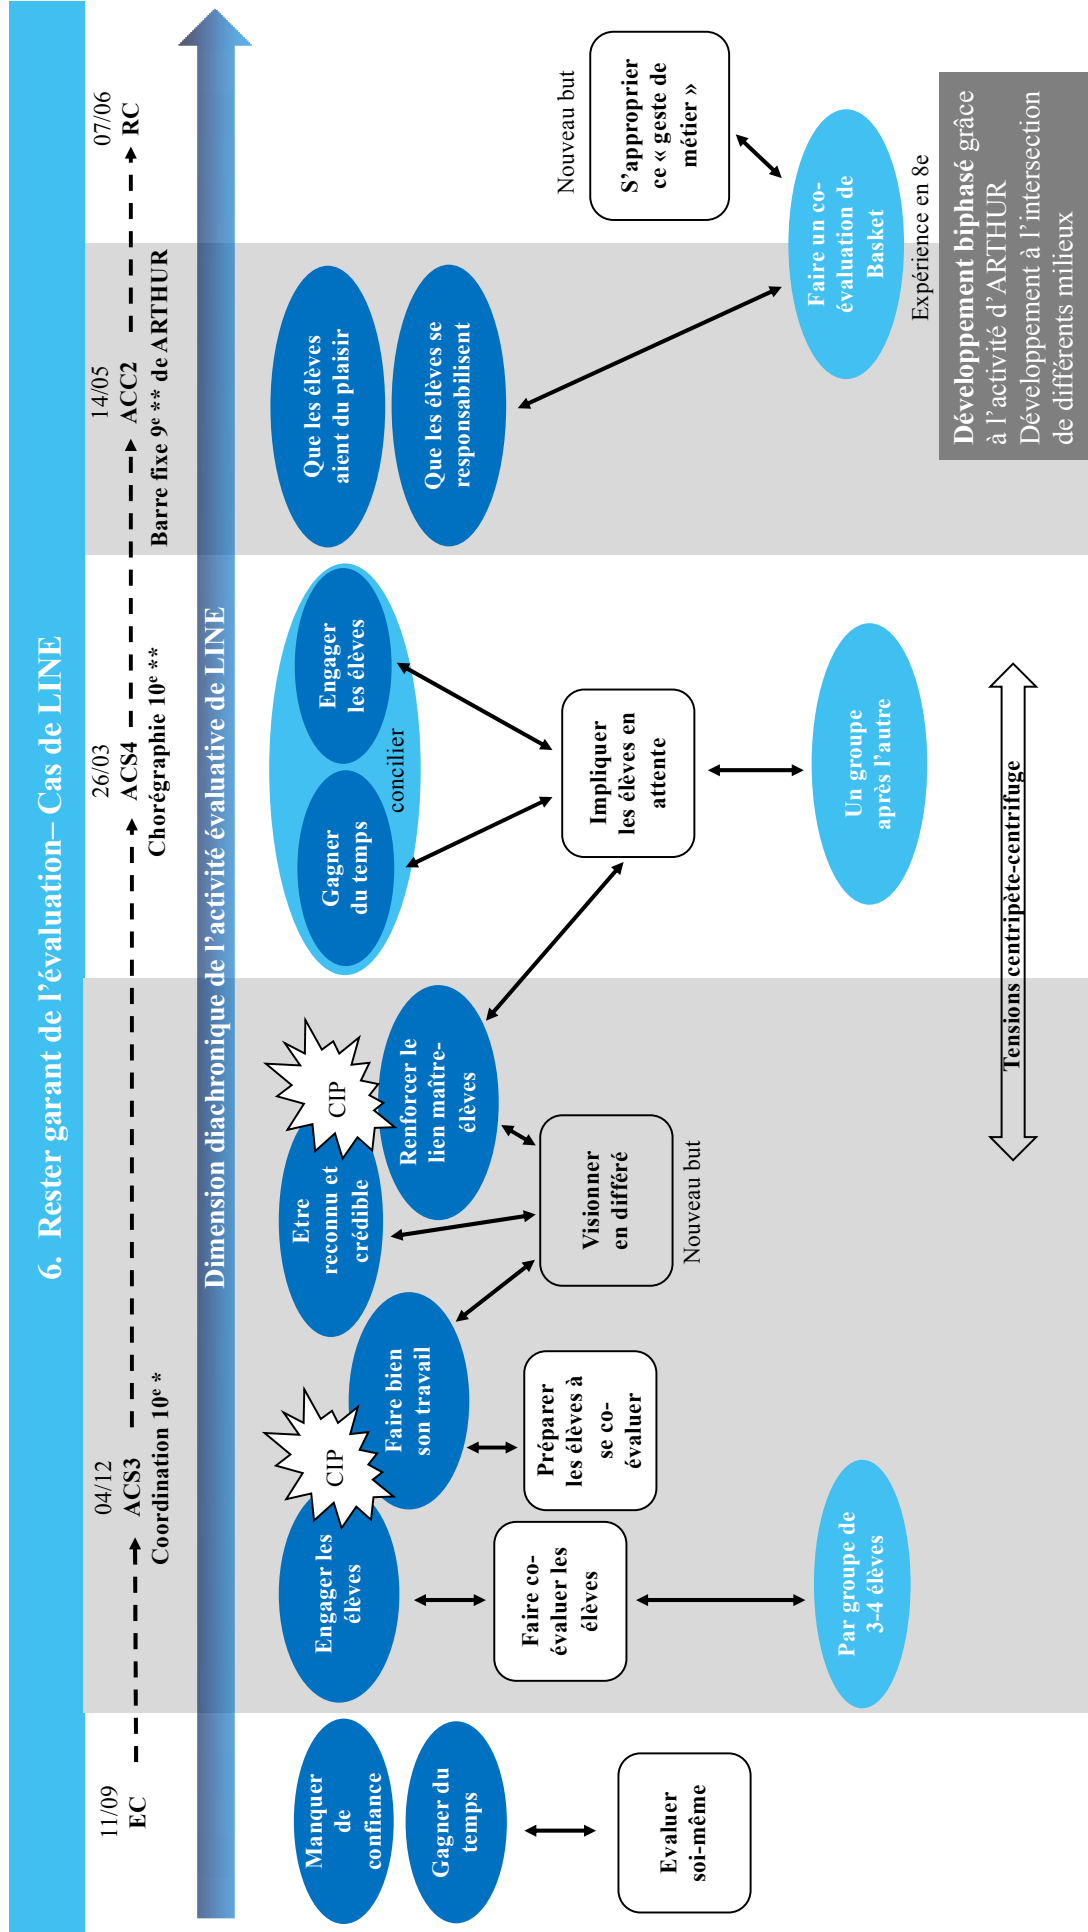 6. Rester garant de l'évaluation– Cas de LINE
11/09
EC
04/12
ACS3
Coordination 10e *
26/03
ACS4
Chorégraphie 10e **
14/05
ACC2
Barre fixe 9e ** de ARTHUR
07/06
RC
Dimension diachronique de l'activité évaluative de LINE
Manquer
de
confiance
Gagner du
temps
Evaluer
soi-même
Engager les
élèves
CIP
Faire bien
son travail
Faire co-
évaluer les
élèves
Préparer
les élèves à
se co-
évaluer
Par groupe de
3-4 élèves
Etre
reconnu et
crédible
CIP
Renforcer le
lien maître-
élèves
Visionner
en différé
Nouveau but
Gagner
du temps
Engager
les élèves
concilier
Impliquer
les élèves en
attente
Un groupe
après l'autre
Tensions centripète-centrifuge
Que les élèves
aient du plaisir
Que les élèves se
responsabilisent
Faire un co-
évaluation de
Basket
Expérience en 8e
Nouveau but
S'approprier
ce « geste de
métier »
Développement biphasé grâce
à l'activité d'ARTHUR
Développement à l'intersection
de différents milieux